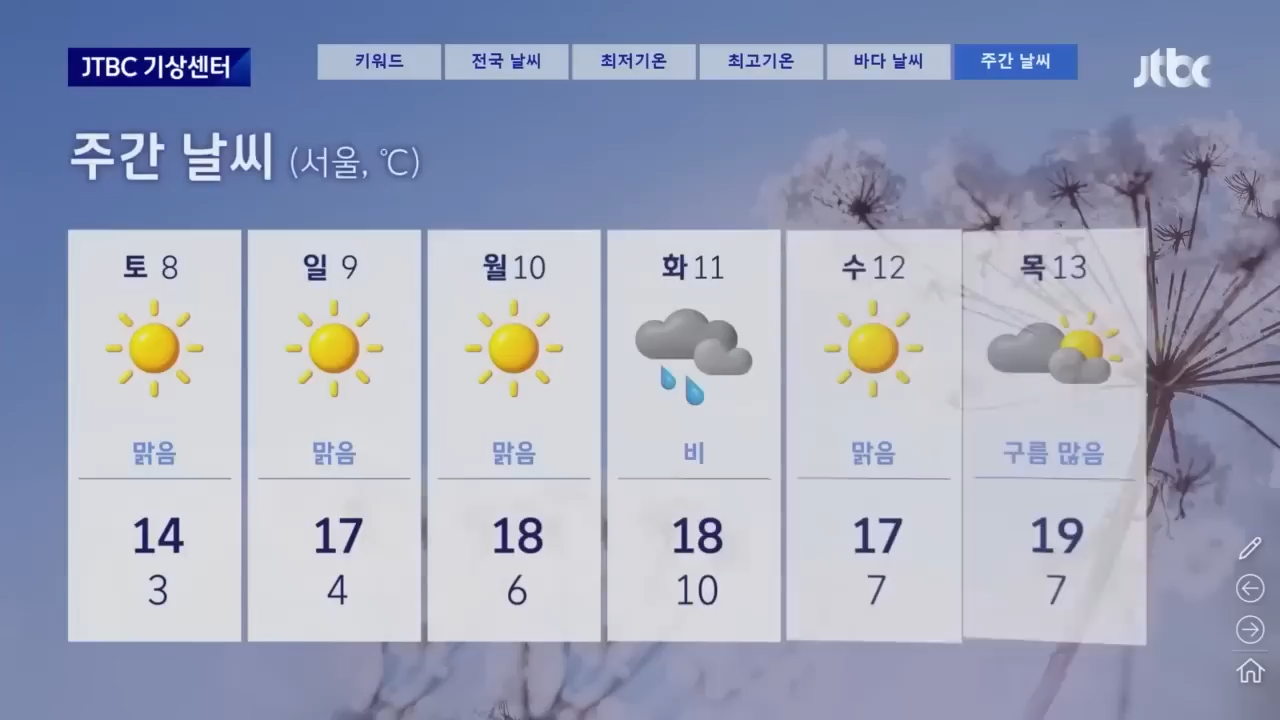 JTBC 기상센터
키워드 전국 날씨 최저기온 최고기온 바다 날씨 주간 날씨
jtbc
주간 날씨 (서울, ℃)
토 8 일 9 월 10 화 11 수 12 목 13
맑음 맑음 맑음 비 맑음 구름 많음
14 17 18 18 17 19
3 4 6 10 7 7